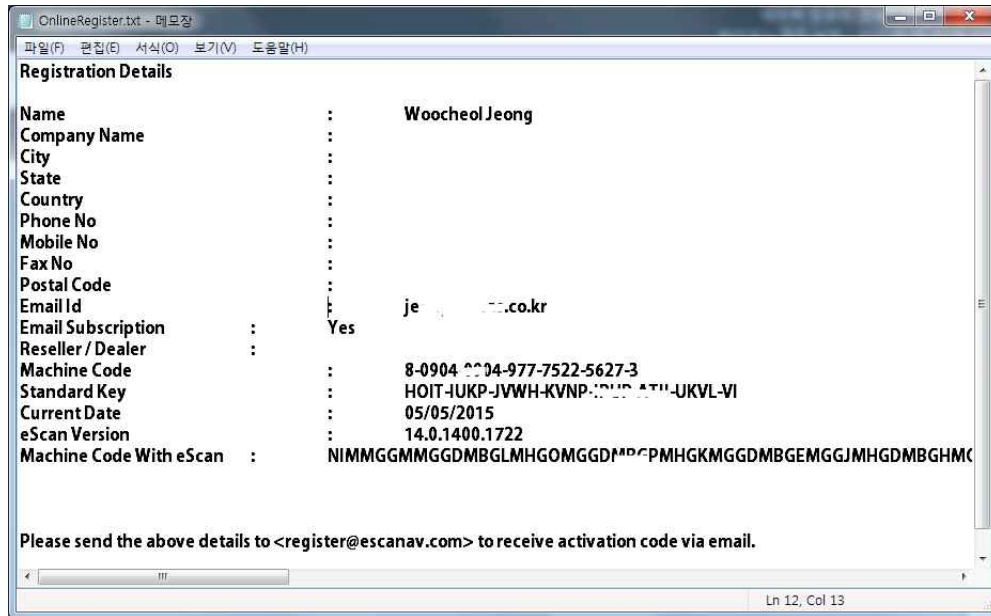 OnlineRegister.txt - 메모장
파일(F) 편집(E) 서식(O) 보기(V) 도움말(H)
Registration Details
Name : Woocheol Jeong
Company Name :
City :
State :
Country :
Phone No :
Mobile No :
Fax No :
Postal Code :
Email Id : je .co.kr
Email Subscription : Yes
Reseller / Dealer :
Machine Code :
Standard Key :
Current Date : 05/05/2015
eScan Version : 14.0.1400.1722
Machine Code With eScan :
Please send the above details to <register@escanav.com> to receive activation code via email.
Ln 12, Col 13